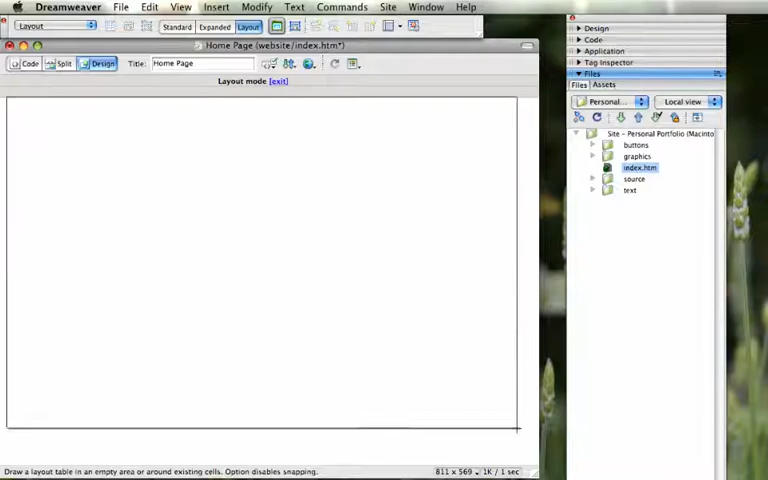 Dreamweaver File Edit View Insert Modify Text Commands Site Window Help
Layout Standard Expanded Layout
Home Page (website/index.htm*)
Code Split Design Title: Home Page
Layout mode [exit]
Draw a layout table in an empty area or around existing cells. Option disables snapping. 811 x 569 1K / 1 sec
Design
Code
Application
Tag Inspector
Files
Files Assets
Personal... Local view
Site - Personal Portfolio (Macinto
buttons
graphics
index.htm
source
text